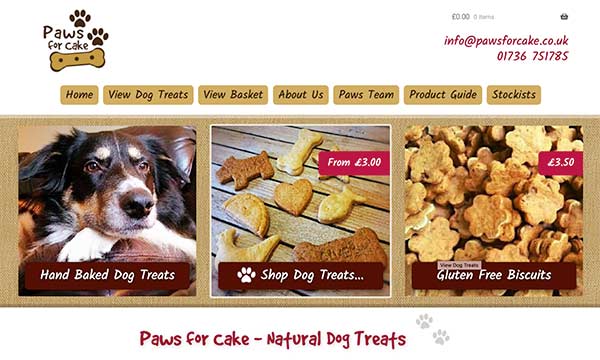 Paws
for Cake
£0.00 0 items
info@pawsforcake.co.uk
01736 751785
Home
View Dog Treats
View Basket
About Us
Paws Team
Product Guide
Stockists
From £3.00
£3.50
View Dog Treats
Hand Baked Dog Treats
Shop Dog Treats...
Gluten Free Biscuits
Paws for Cake - Natural Dog Treats